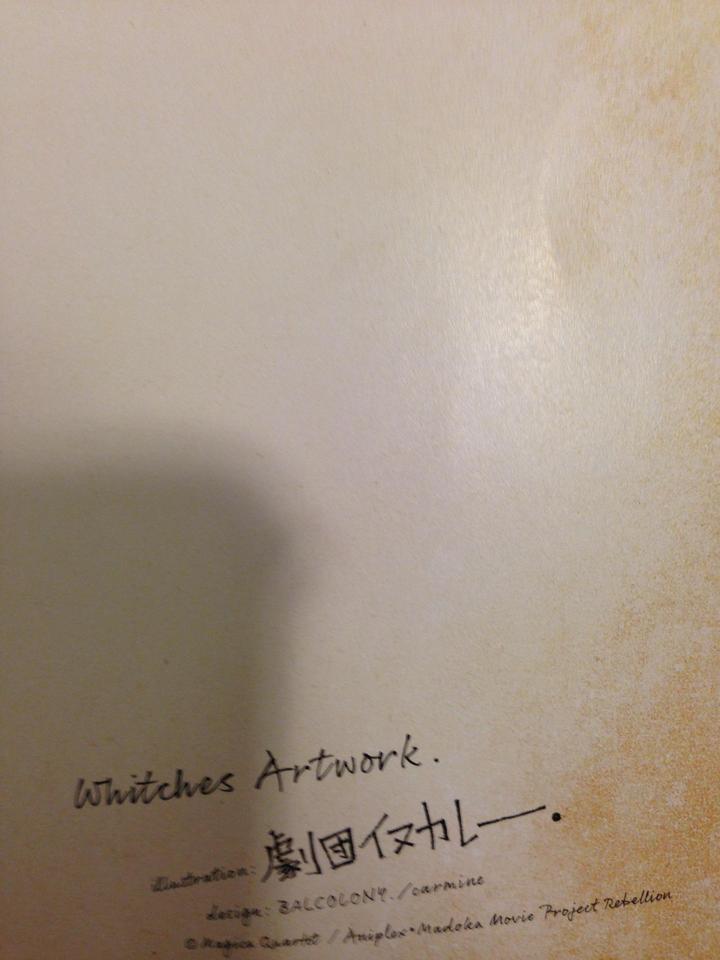 Whitches Artwork.
illustration: 劇団イヌカレー.
design: BALCOLONY. / carmine
© Magica Quartet / Aniplex • Madoka Movie Project Rebellion